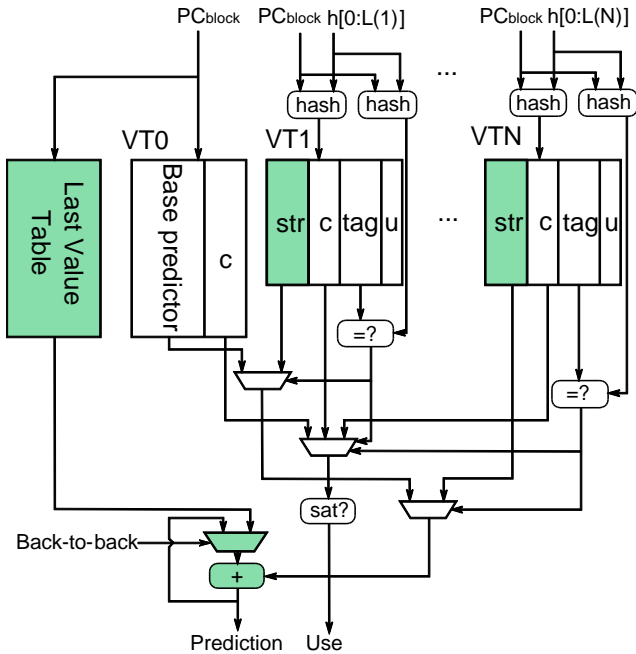 PCblock
PCblock h[0:L(1)]
PCblock h[0:L(N)]
...
hash
hash
hash
hash
VT0
VT1
VTN
Last Value
Table
Base predictor
c
str
c
tag
u
...
str
c
tag
u
=?
=?
sat?
Back-to-back
+
Prediction
Use